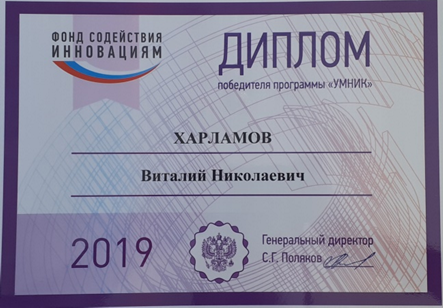 ФОНД СОДЕЙСТВИЯ
ИННОВАЦИЯМ
ДИПЛОМ
победителя программы «УМНИК»
ХАРЛАМОВ
Виталий Николаевич
2019
Генеральный директор
С.Г. Поляков